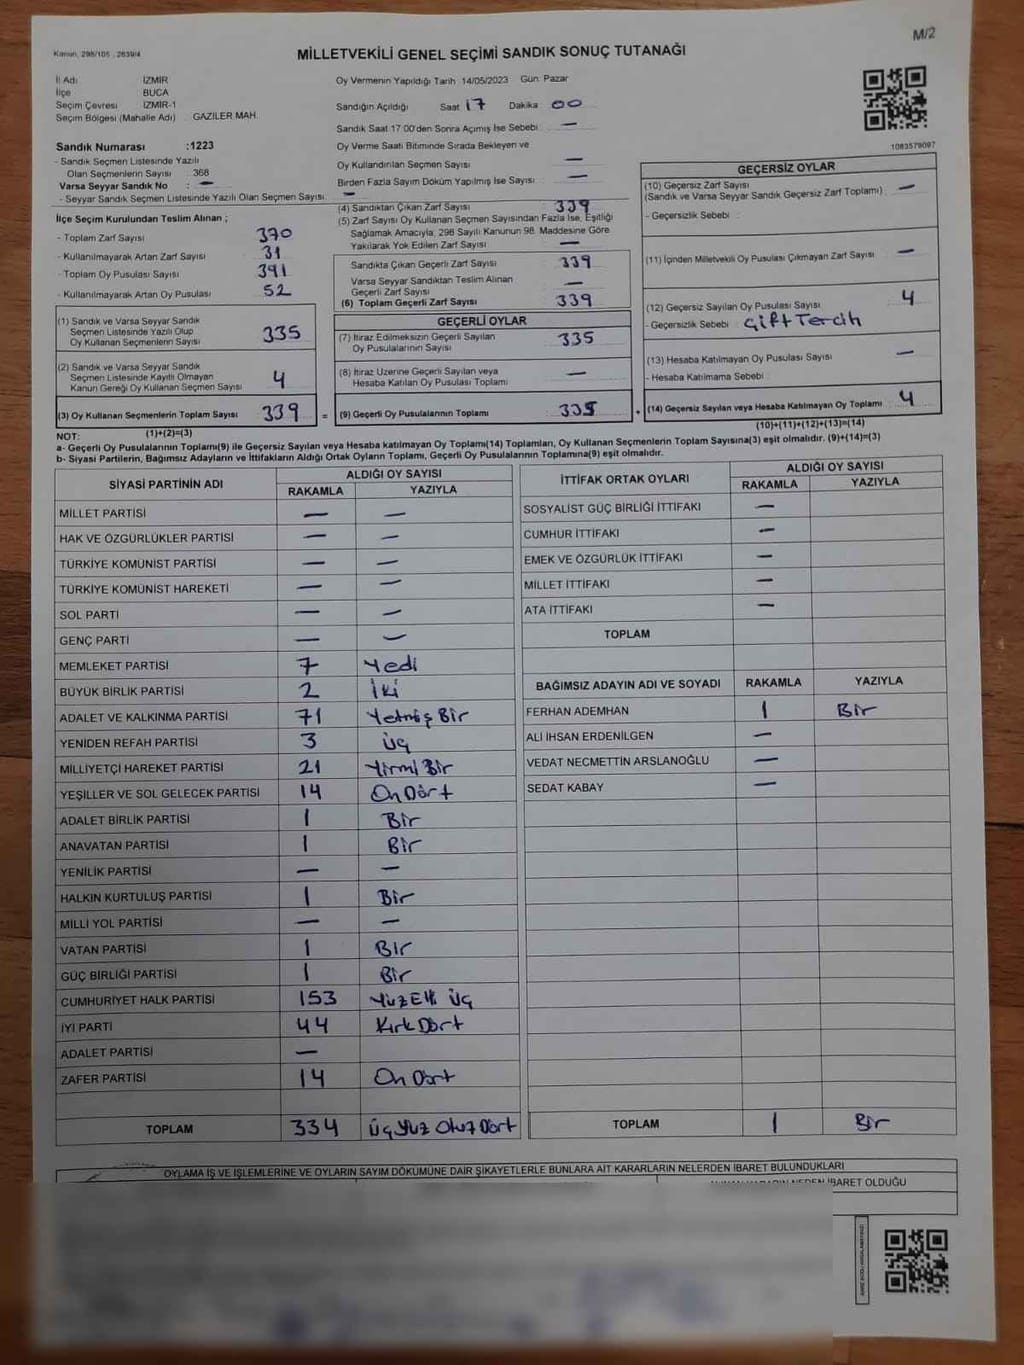 M/2
Kanun, 298/105 , 2839/4
MİLLETVEKİLİ GENEL SEÇİMİ SANDIK SONUÇ TUTANAĞI
İl Adı İZMİR
İlçe BUCA
Seçim Çevresi İZMİR-1
Seçim Bölgesi (Mahalle Adı) GAZİLER MAH.
Sandık Numarası :1223
- Sandık Seçmen Listesinde Yazılı
Olan Seçmenlerin Sayısı 368
Varsa Seyyar Sandık No : —
- Seyyar Sandık Seçmen Listesinde Yazılı Olan Seçmen Sayısı —
İlçe Seçim Kurulundan Teslim Alınan ;
- Toplam Zarf Sayısı 370
- Kullanılmayarak Artan Zarf Sayısı 31
- Toplam Oy Pusulası Sayısı 391
- Kullanılmayarak Artan Oy Pusulası 52
(1) Sandık ve Varsa Seyyar Sandık
Seçmen Listesinde Yazılı Olup
Oy Kullanan Seçmenlerin Sayısı 335
(2) Sandık ve Varsa Seyyar Sandık
Seçmen Listesinde Kayıtlı Olmayan
Kanun Gereği Oy Kullanan Seçmen Sayısı 4
(3) Oy Kullanan Seçmenlerin Toplam Sayısı 339 =
(1)+(2)=(3)
Oy Vermenin Yapıldığı Tarih 14/05/2023 Gün: Pazar
Sandığın Açıldığı Saat 17 Dakika 00
Sandık Saat 17:00'den Sonra Açımış İse Sebebi —
Oy Verme Saati Bitiminde Sırada Bekleyen ve
Oy Kullandırılan Seçmen Sayısı —
Birden Fazla Sayım Döküm Yapılmış İse Sayısı —
(4) Sandıktan Çıkan Zarf Sayısı 339
(5) Zarf Sayısı Oy Kullanan Seçmen Sayısından Fazla İse, Eşitliği
Sağlamak Amacıyla, 298 Sayılı Kanunun 98. Maddesine Göre
Yakılarak Yok Edilen Zarf Sayısı —
Sandıkta Çıkan Geçerli Zarf Sayısı 339
Varsa Seyyar Sandıktan Teslim Alınan
Geçerli Zarf Sayısı —
(6) Toplam Geçerli Zarf Sayısı 339
GEÇERLİ OYLAR
(7) İtiraz Edilmeksizin Geçerli Sayılan
Oy Pusulalarının Sayısı 335
(8) İtiraz Üzerine Geçerli Sayılan veya
Hesaba Katılan Oy Pusulası Toplamı —
(9) Geçerli Oy Pusulalarının Toplamı 335 +
1083579097
GEÇERSİZ OYLAR
(10) Geçersiz Zarf Sayısı
(Sandık ve Varsa Seyyar Sandık Geçersiz Zarf Toplamı) —
- Geçersizlik Sebebi :
(11) İçinden Milletvekili Oy Pusulası Çıkmayan Zarf Sayısı —
(12) Geçersiz Sayılan Oy Pusulası Sayısı 4
- Geçersizlik Sebebi : Çift Tercih
(13) Hesaba Katılmayan Oy Pusulası Sayısı —
- Hesaba Katılmama Sebebi :
(14) Geçersiz Sayılan veya Hesaba Katılmayan Oy Toplamı 4
(10)+(11)+(12)+(13)=(14)
NOT:
a- Geçerli Oy Pusulalarının Toplamı(9) ile Geçersiz Sayılan veya Hesaba katılmayan Oy Toplamı(14) Toplamları, Oy Kullanan Seçmenlerin Toplam Sayısına(3) eşit olmalıdır. (9)+(14)=(3)
b- Siyasi Partilerin, Bağımsız Adayların ve İttifakların Aldığı Ortak Oyların Toplamı, Geçerli Oy Pusulalarının Toplamına(9) eşit olmalıdır.
SİYASİ PARTİNİN ADI ALDIĞI OY SAYISI
RAKAMLA YAZIYLA
MİLLET PARTİSİ — —
HAK VE ÖZGÜRLÜKLER PARTİSİ — —
TÜRKİYE KOMÜNİST PARTİSİ — —
TÜRKİYE KOMÜNİST HAREKETİ — —
SOL PARTİ — —
GENÇ PARTİ — —
MEMLEKET PARTİSİ 7 Yedi
BÜYÜK BİRLİK PARTİSİ 2 İki
ADALET VE KALKINMA PARTİSİ 71 Yetmiş Bir
YENİDEN REFAH PARTİSİ 3 Üç
MİLLİYETÇİ HAREKET PARTİSİ 21 Yirmi Bir
YEŞİLLER VE SOL GELECEK PARTİSİ 14 On Dört
ADALET BİRLİK PARTİSİ 1 Bir
ANAVATAN PARTİSİ 1 Bir
YENİLİK PARTİSİ — —
HALKIN KURTULUŞ PARTİSİ 1 Bir
MİLLİ YOL PARTİSİ — —
VATAN PARTİSİ 1 Bir
GÜÇ BİRLİĞİ PARTİSİ 1 Bir
CUMHURİYET HALK PARTİSİ 153 Yüz Elli Üç
İYİ PARTİ 44 Kırk Dört
ADALET PARTİSİ —
ZAFER PARTİSİ 14 On Dört
TOPLAM 334 Üç Yüz Otuz Dört
İTTİFAK ORTAK OYLARI ALDIĞI OY SAYISI
RAKAMLA YAZIYLA
SOSYALİST GÜÇ BİRLİĞİ İTTİFAKI —
CUMHUR İTTİFAKI —
EMEK VE ÖZGÜRLÜK İTTİFAKI —
MİLLET İTTİFAKI —
ATA İTTİFAKI —
TOPLAM
BAĞIMSIZ ADAYIN ADI VE SOYADI RAKAMLA YAZIYLA
FERHAN ADEMHAN 1 Bir
ALİ İHSAN ERDENİLGEN —
VEDAT NECMETTİN ARSLANOĞLU —
SEDAT KABAY —
TOPLAM 1 Bir
OYLAMA İŞ VE İŞLEMLERİNE VE OYLARIN SAYIM DÖKÜMÜNE DAİR ŞİKAYETLERLE BUNLARA AİT KARARLARIN NELERDEN İBARET BULUNDUKLARI
İBARET OLDUĞU